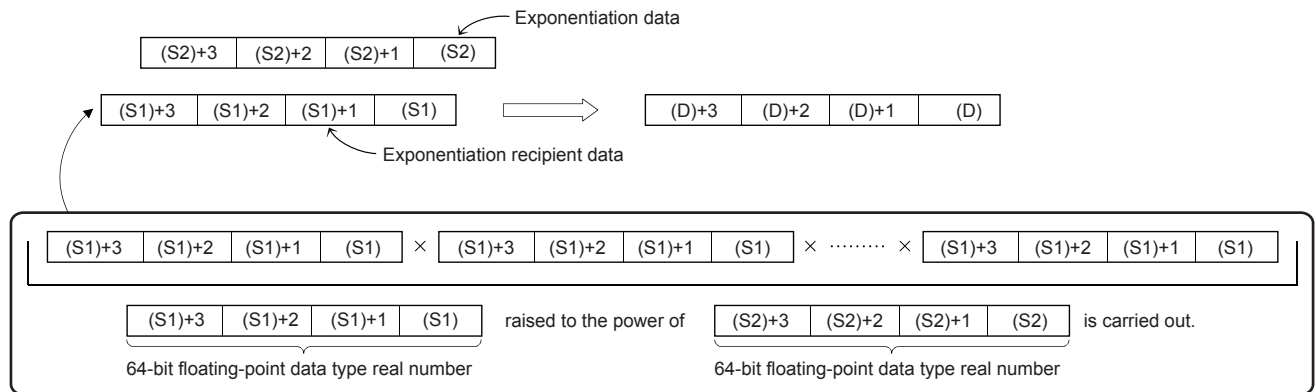 Exponentiation data
(S2)+3 (S2)+2 (S2)+1 (S2)
(S1)+3 (S1)+2 (S1)+1 (S1) (D)+3 (D)+2 (D)+1 (D)
Exponentiation recipient data
(S1)+3 (S1)+2 (S1)+1 (S1) × (S1)+3 (S1)+2 (S1)+1 (S1) × ········· × (S1)+3 (S1)+2 (S1)+1 (S1)
(S1)+3 (S1)+2 (S1)+1 (S1) raised to the power of (S2)+3 (S2)+2 (S2)+1 (S2) is carried out.
64-bit floating-point data type real number 64-bit floating-point data type real number